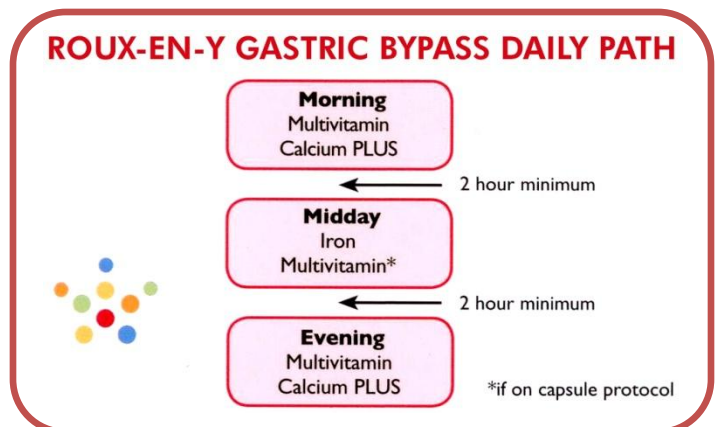 ROUX-EN-Y GASTRIC BYPASS DAILY PATH
Morning
Multivitamin
Calcium PLUS
2 hour minimum
Midday
Iron
Multivitamin*
2 hour minimum
Evening
Multivitamin
Calcium PLUS
*if on capsule protocol